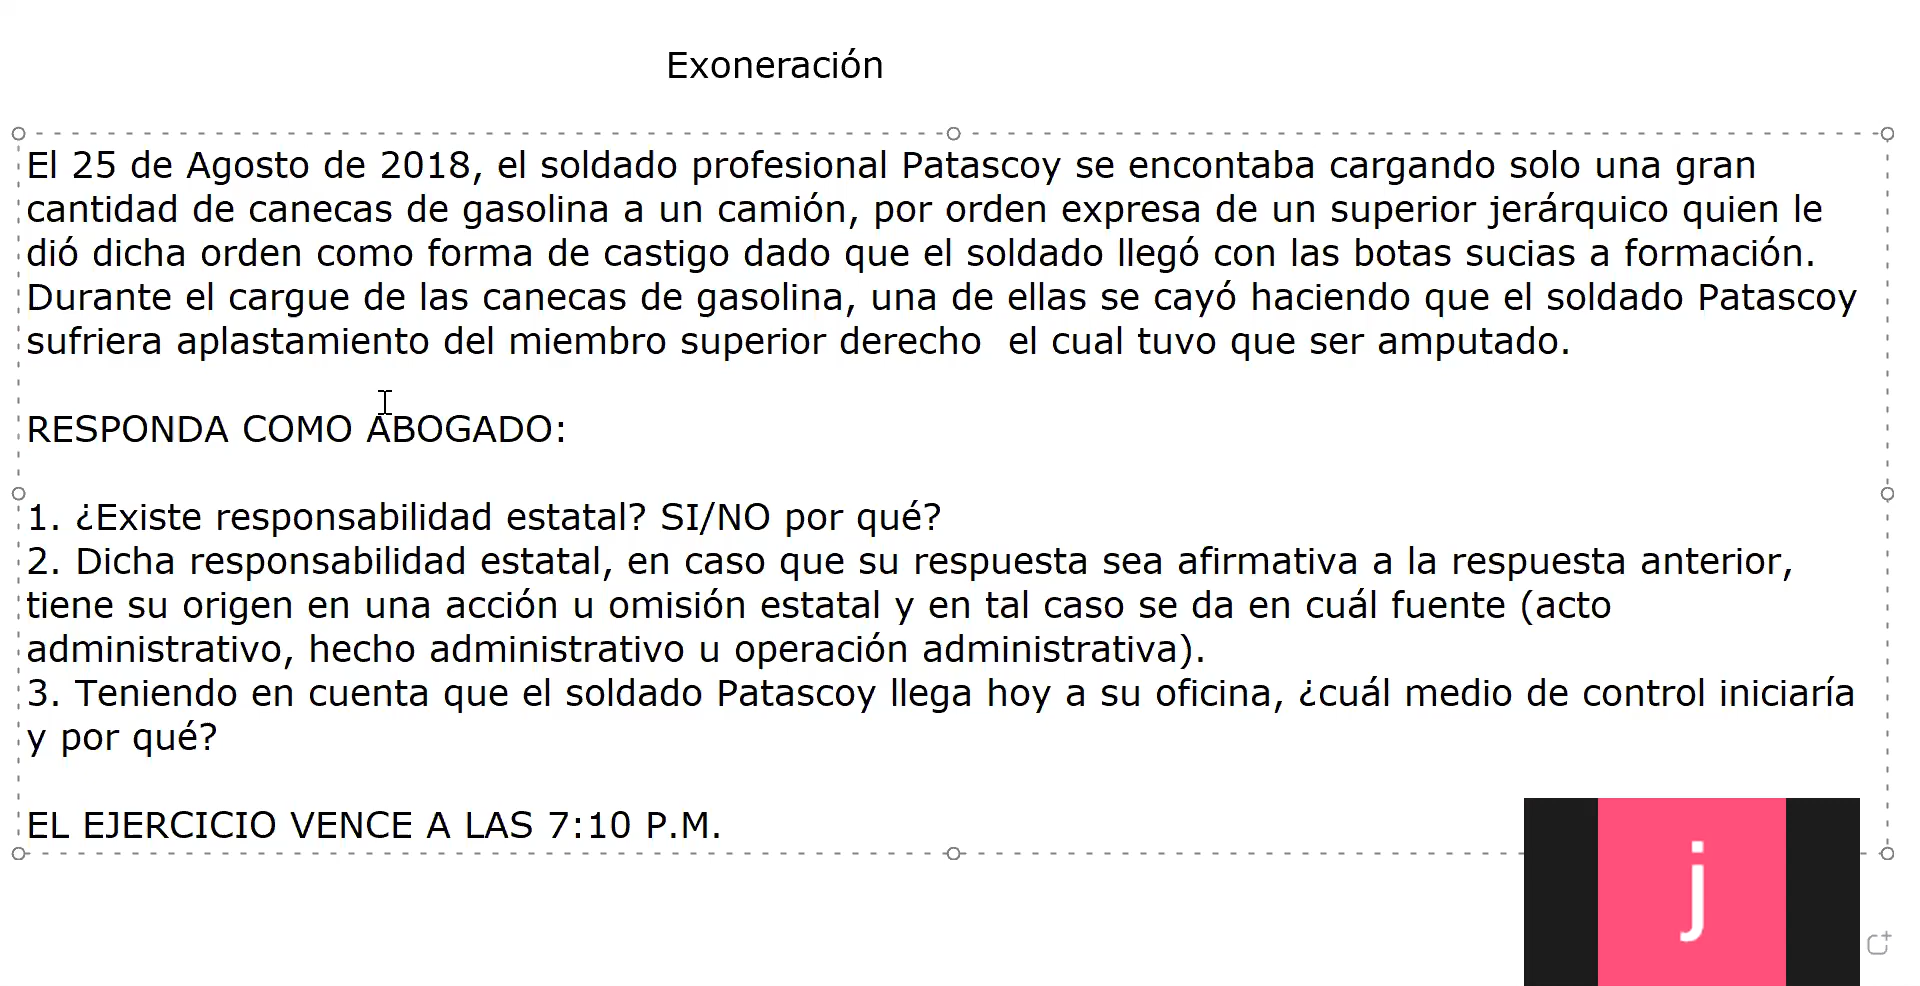 Exoneración
El 25 de Agosto de 2018, el soldado profesional Patascoy se encontaba cargando solo una gran
cantidad de canecas de gasolina a un camión, por orden expresa de un superior jerárquico quien le
dió dicha orden como forma de castigo dado que el soldado llegó con las botas sucias a formación.
Durante el cargue de las canecas de gasolina, una de ellas se cayó haciendo que el soldado Patascoy
sufriera aplastamiento del miembro superior derecho  el cual tuvo que ser amputado.
RESPONDA COMO ABOGADO:
1. ¿Existe responsabilidad estatal? SI/NO por qué?
2. Dicha responsabilidad estatal, en caso que su respuesta sea afirmativa a la respuesta anterior,
tiene su origen en una acción u omisión estatal y en tal caso se da en cuál fuente (acto
administrativo, hecho administrativo u operación administrativa).
3. Teniendo en cuenta que el soldado Patascoy llega hoy a su oficina, ¿cuál medio de control iniciaría
y por qué?
EL EJERCICIO VENCE A LAS 7:10 P.M.
j